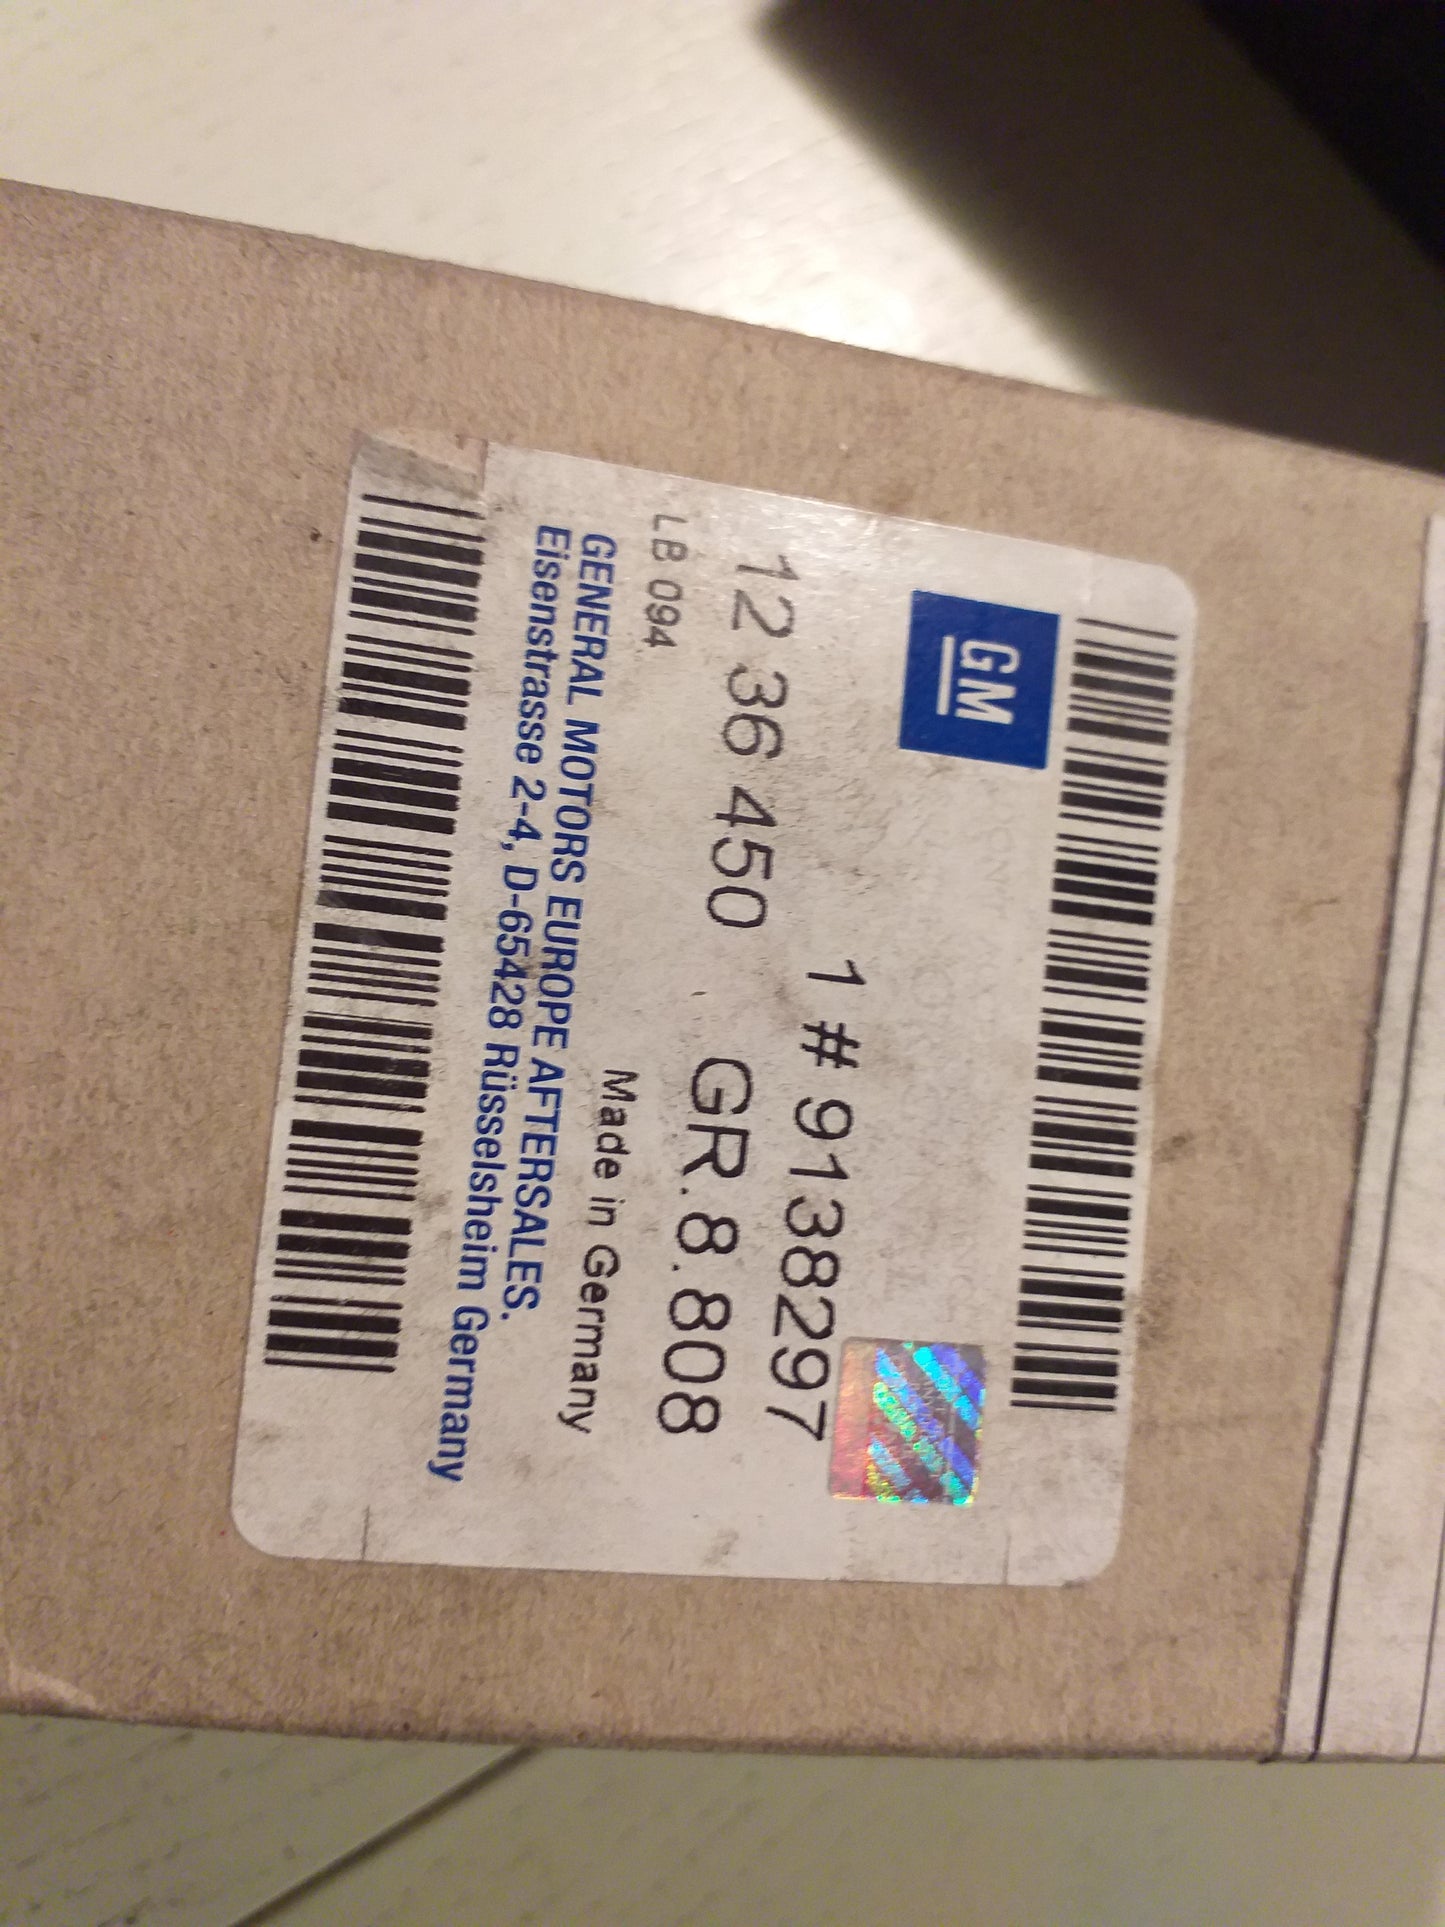 GM
1 # 9138297
12 36 450 GR. 8. 808
LB 094
Made in Germany
GENERAL MOTORS EUROPE AFTERSALES.
Eisenstrasse 2-4, D-65428 Rüsselsheim Germany